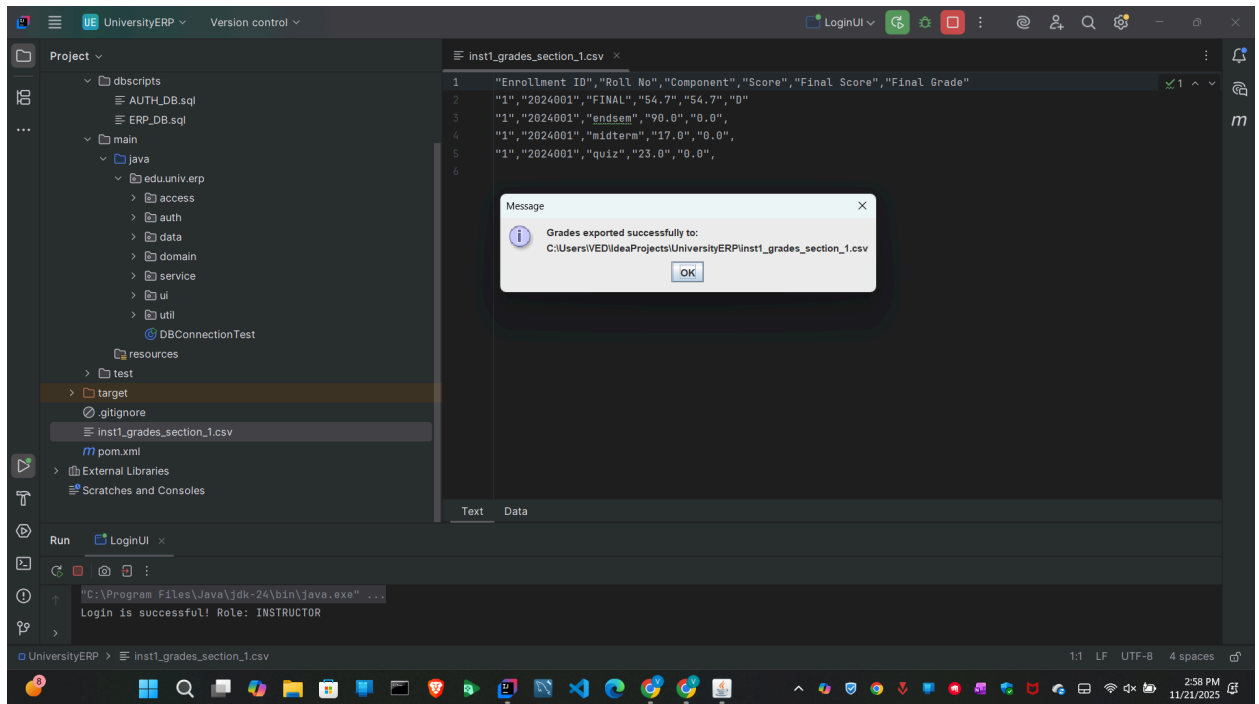 UE UniversityERP Version control LoginUI
Project
inst1_grades_section_1.csv
dbscripts
AUTH_DB.sql
ERP_DB.sql
main
java
edu.univ.erp
access
auth
data
domain
service
ui
util
DBConnectionTest
resources
test
target
.gitignore
inst1_grades_section_1.csv
m pom.xml
External Libraries
Scratches and Consoles
1 "Enrollment ID","Roll No","Component","Score","Final Score","Final Grade"
2 "1","2024001","FINAL","54.7","54.7","D"
3 "1","2024001","endsem","90.0","0.0",
4 "1","2024001","midterm","17.0","0.0",
5 "1","2024001","quiz","23.0","0.0",
6
1
m
Message
Grades exported successfully to:
C:\Users\VED\IdeaProjects\UniversityERP\inst1_grades_section_1.csv
OK
Text Data
Run LoginUI
"C:\Program Files\Java\jdk-24\bin\java.exe" ...
Login is successful! Role: INSTRUCTOR
UniversityERP > inst1_grades_section_1.csv 1:1 LF UTF-8 4 spaces
8
2:58 PM
11/21/2025